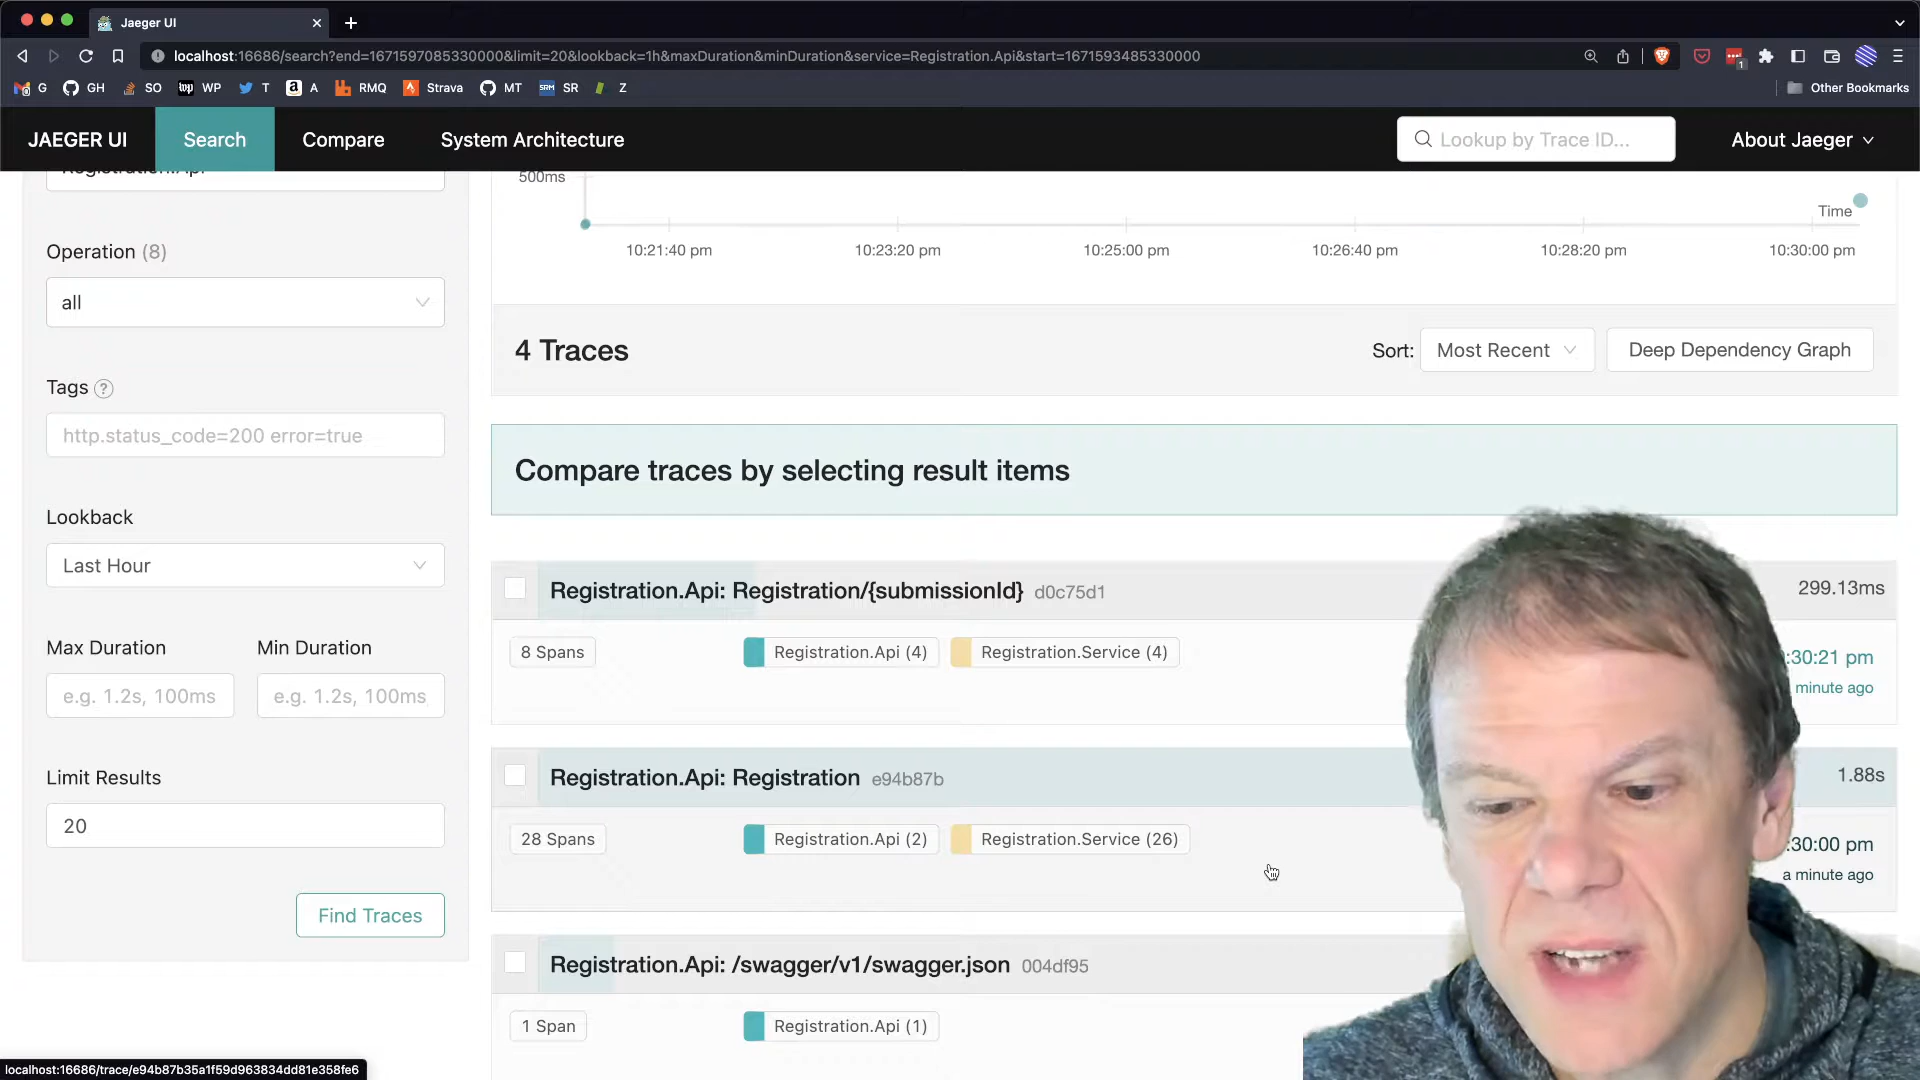 Jaeger UI
localhost:16686/search?end=1671597085330000&limit=20&lookback=1h&maxDuration&minDuration&service=Registration.Api&start=1671593485330000
1
G GH SO WP T A RMQ Strava MT SR Z Other Bookmarks
JAEGER UI Search Compare System Architecture Lookup by Trace ID... About Jaeger
Registration.Api
500ms
Time
10:21:40 pm 10:23:20 pm 10:25:00 pm 10:26:40 pm 10:28:20 pm 10:30:00 pm
Operation (8)
all
Tags ?
http.status_code=200 error=true
Lookback
Last Hour
Max Duration Min Duration
e.g. 1.2s, 100ms e.g. 1.2s, 100ms,
Limit Results
20
Find Traces
4 Traces Sort: Most Recent Deep Dependency Graph
Compare traces by selecting result items
Registration.Api: Registration/{submissionId} d0c75d1 299.13ms
8 Spans Registration.Api (4) Registration.Service (4) :30:21 pm
minute ago
Registration.Api: Registration e94b87b 1.88s
28 Spans Registration.Api (2) Registration.Service (26) :30:00 pm
a minute ago
Registration.Api: /swagger/v1/swagger.json 004df95
1 Span Registration.Api (1)
localhost:16686/trace/e94b87b35a1f59d963834dd81e358fe6